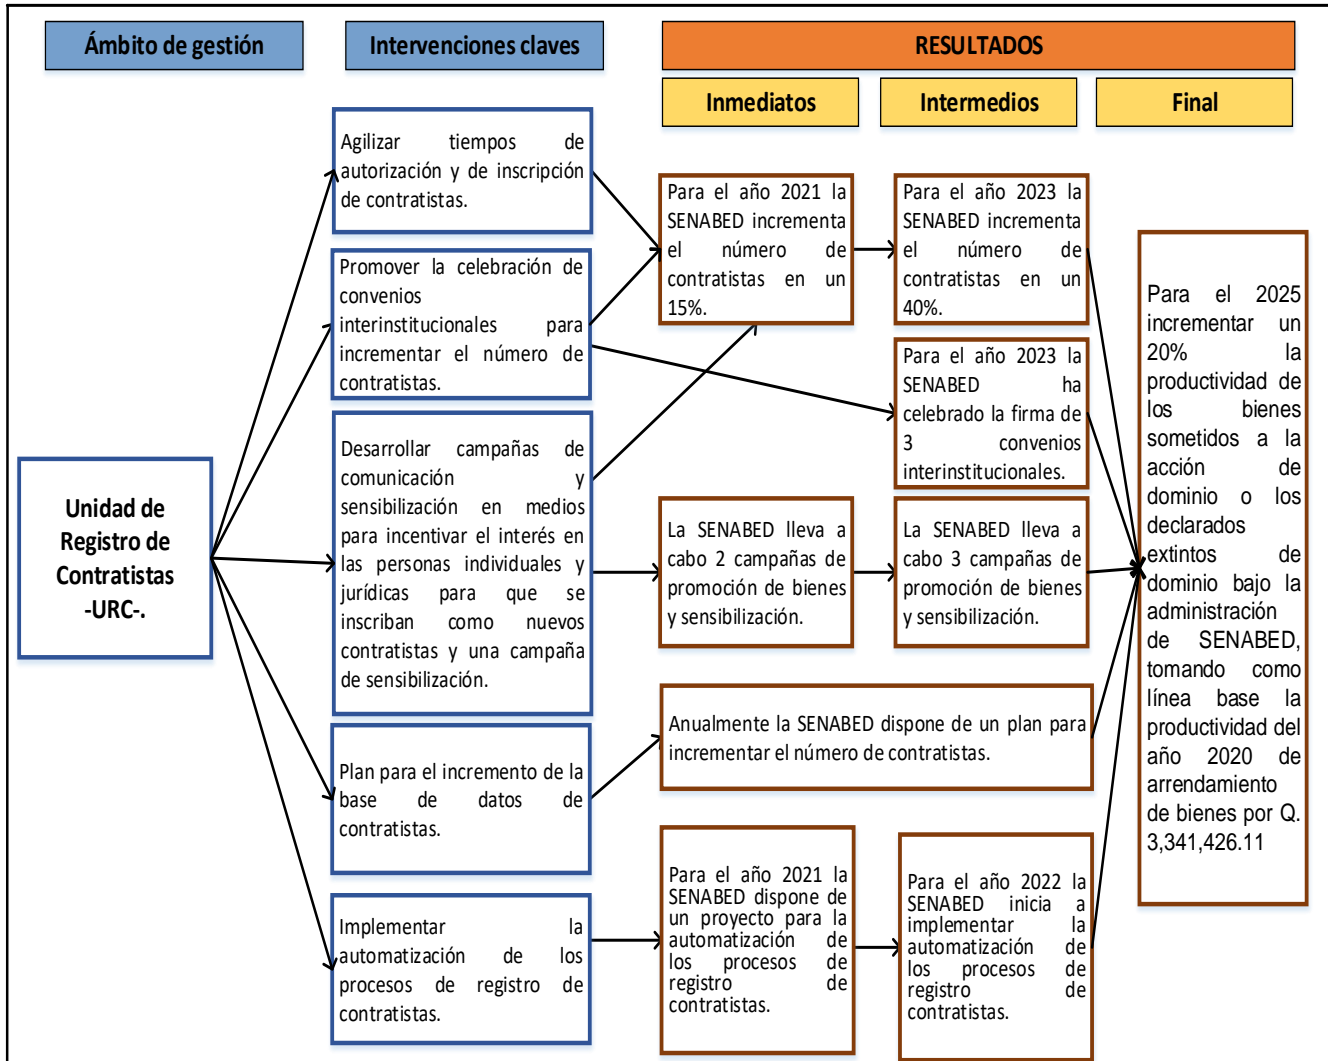 Ámbito de gestión
Intervenciones claves
RESULTADOS
Inmediatos
Intermedios
Final
Unidad de
Registro de
Contratistas
-URC-.
Agilizar tiempos de
autorización y de inscripción
de contratistas.
Promover la celebración de
convenios
interinstitucionales para
incrementar el número de
contratistas.
Desarrollar campañas de
comunicación y
sensibilización en medios
para incentivar el interés en
las personas individuales y
jurídicas para que se
inscriban como nuevos
contratistas y una campaña
de sensibilización.
Plan para el incremento de la
base de datos de
contratistas.
Implementar la
automatización de los
procesos de registro de
contratistas.
Para el año 2021 la
SENABED incrementa
el número de
contratistas en un
15%.
Para el año 2023 la
SENABED incrementa
el número de
contratistas en un
40%.
Para el año 2023 la
SENABED ha
celebrado la firma de
3 convenios
interinstitucionales.
La SENABED lleva a
cabo 2 campañas de
promoción de bienes
y sensibilización.
La SENABED lleva a
cabo 3 campañas de
promoción de bienes
y sensibilización.
Anualmente la SENABED dispone de un plan para
incrementar el número de contratistas.
Para el año 2021 la
SENABED dispone de
un proyecto para la
automatización de
los procesos de
registro de
contratistas.
Para el año 2022 la
SENABED inicia a
implementar la
automatización de
los procesos de
registro de
contratistas.
Para el 2025
incrementar un
20% la
productividad de
los bienes
sometidos a la
acción de
dominio o los
declarados
extintos de
dominio bajo la
administración
de SENABED,
tomando como
línea base la
productividad del
año 2020 de
arrendamiento
de bienes por Q.
3,341,426.11